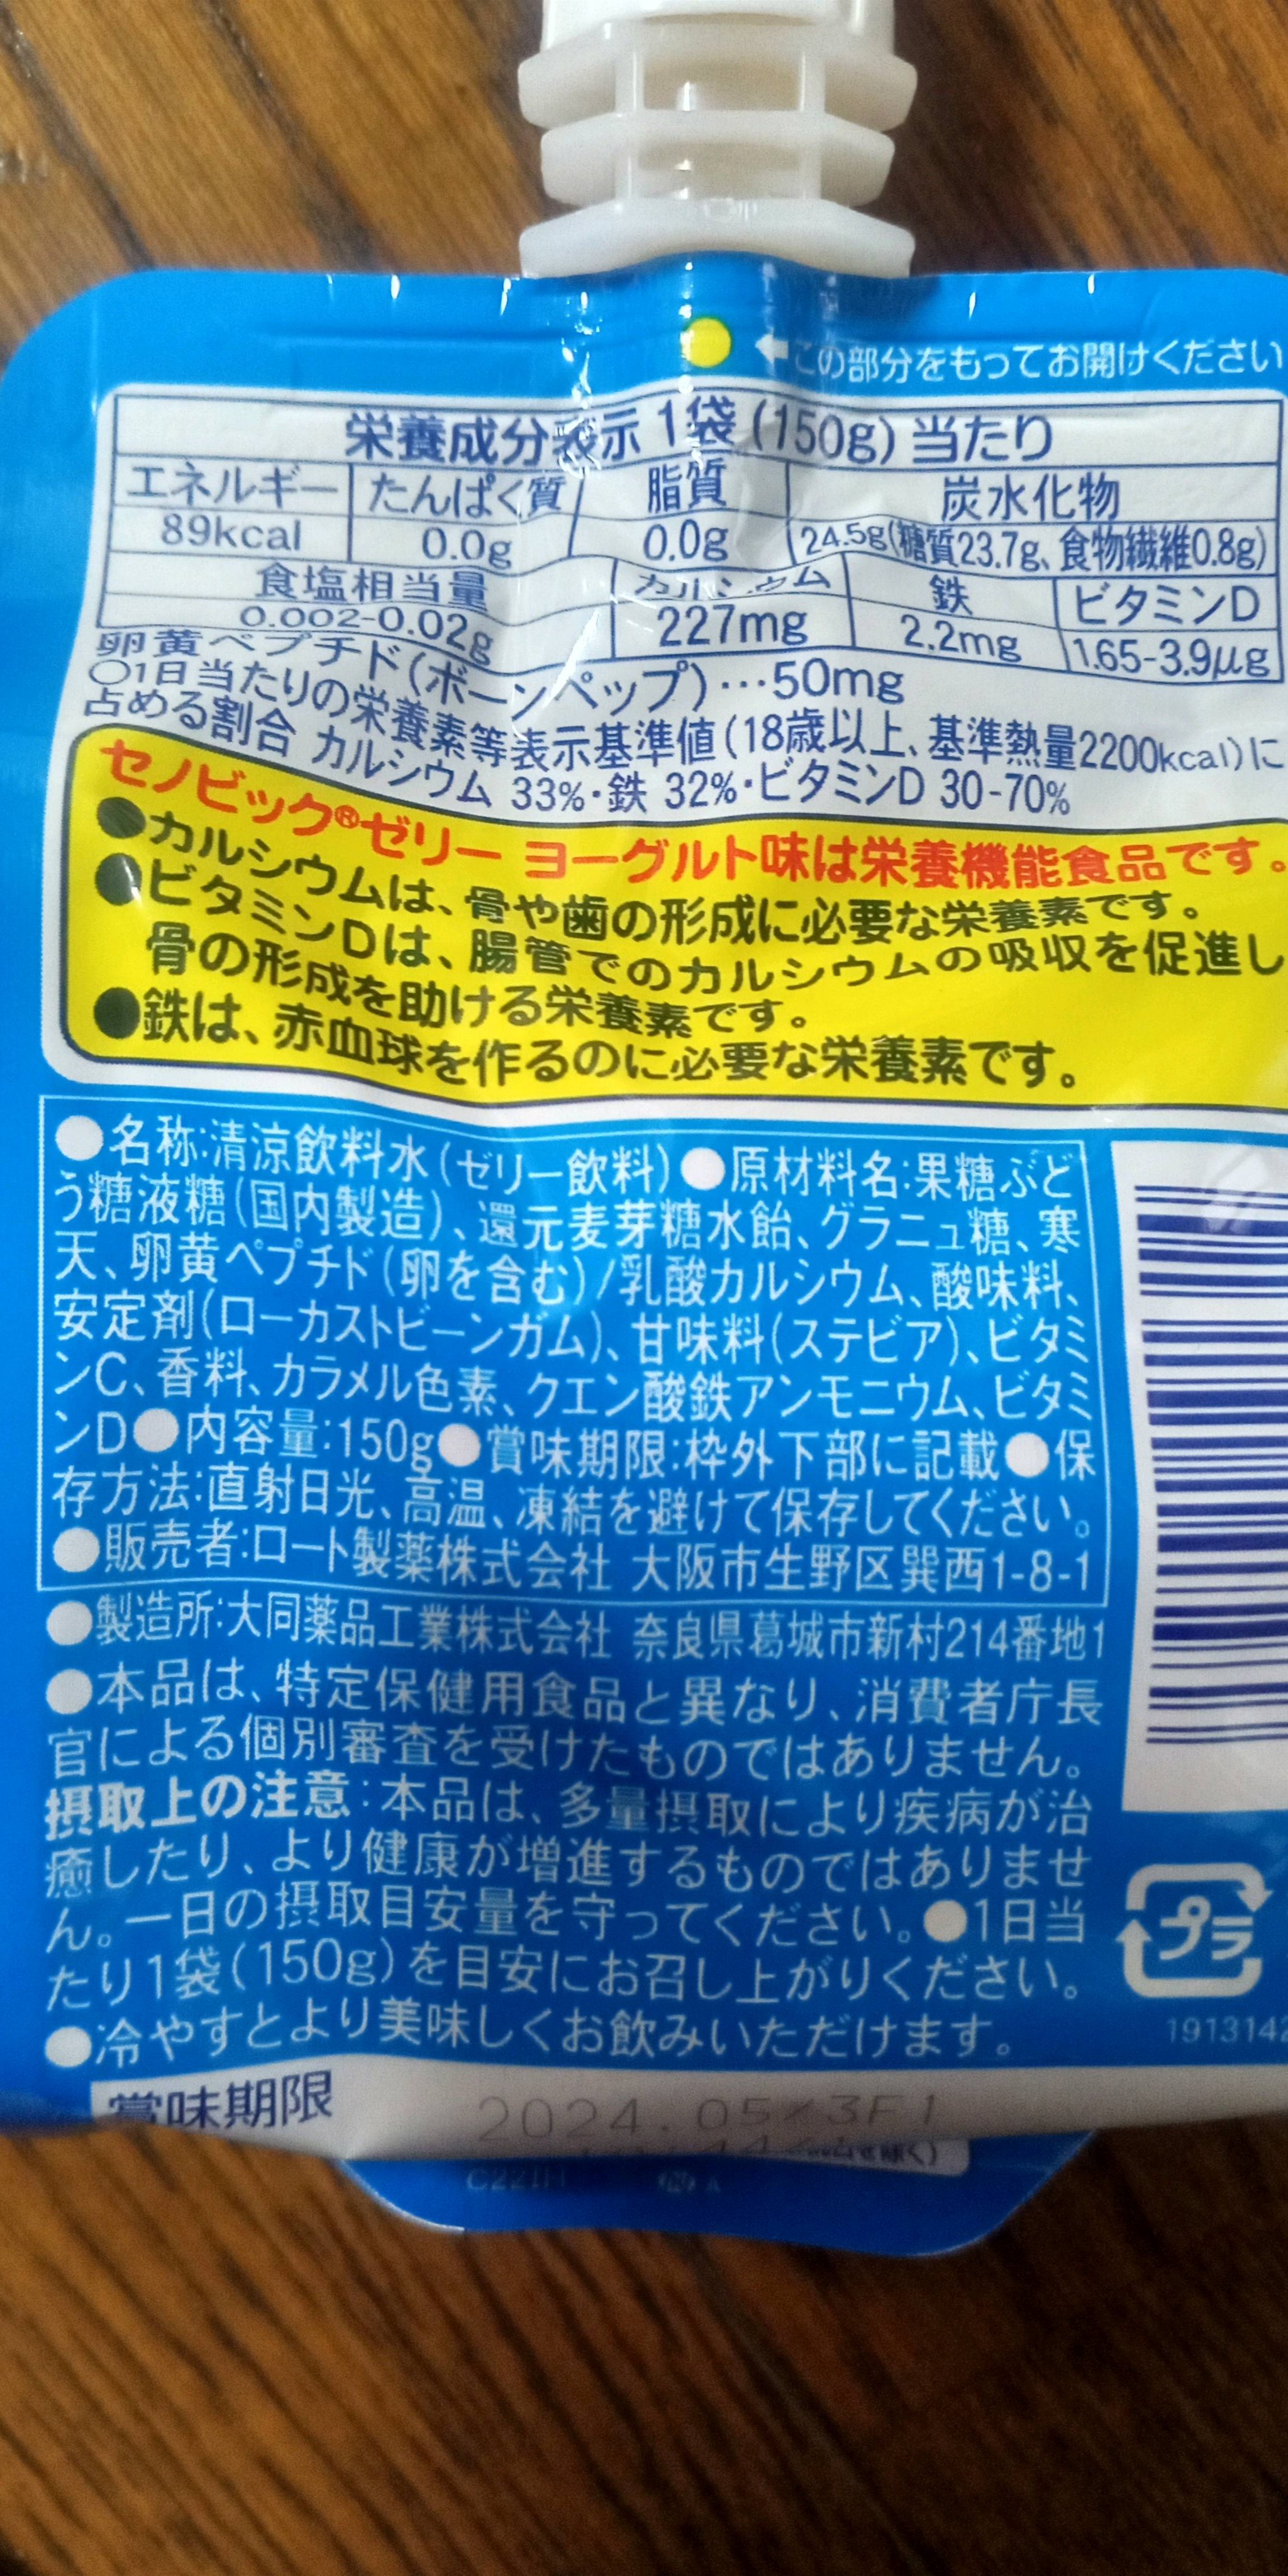 この部分をもってお開けください
栄養成分表示 1袋(150g)当たり
エネルギー たんぱく質 脂質 炭水化物
89kcal 0.0g 0.0g 24.5g(糖質23.7g、食物繊維0.8g)
食塩相当量 カルシウム 鉄 ビタミンD
0.002-0.02g 227mg 2.2mg 1.65-3.9μg
卵黄ペプチド(ボーンペップ)…50mg
○1日当たりの栄養素等表示基準値(18歳以上、基準熱量2200kcal)に
占める割合 カルシウム 33%・鉄 32%・ビタミンD 30-70%
セノビック®ゼリー ヨーグルト味は栄養機能食品です。
●カルシウムは、骨や歯の形成に必要な栄養素です。
●ビタミンDは、腸管でのカルシウムの吸収を促進し
骨の形成を助ける栄養素です。
●鉄は、赤血球を作るのに必要な栄養素です。
●名称:清涼飲料水(ゼリー飲料)●原材料名:果糖ぶど
う糖液糖(国内製造)、還元麦芽糖水飴、グラニュ糖、寒
天、卵黄ペプチド(卵を含む)/乳酸カルシウム、酸味料、
安定剤(ローカストビーンガム)、甘味料(ステビア)、ビタミ
ンC、香料、カラメル色素、クエン酸鉄アンモニウム、ビタミ
ンD●内容量:150g●賞味期限:枠外下部に記載●保
存方法:直射日光、高温、凍結を避けて保存してください。
●販売者:ロート製薬株式会社 大阪市生野区巽西1-8-1
●製造所:大同薬品工業株式会社 奈良県葛城市新村214番地1
●本品は、特定保健用食品と異なり、消費者庁長
官による個別審査を受けたものではありません。
摂取上の注意:本品は、多量摂取により疾病が治
癒したり、より健康が増進するものではありませ
ん。一日の摂取目安量を守ってください。●1日当
たり1袋(150g)を目安にお召し上がりください。
●冷やすとより美味しくお飲みいただけます。
プラ
191314
賞味期限 2024.05/3F1